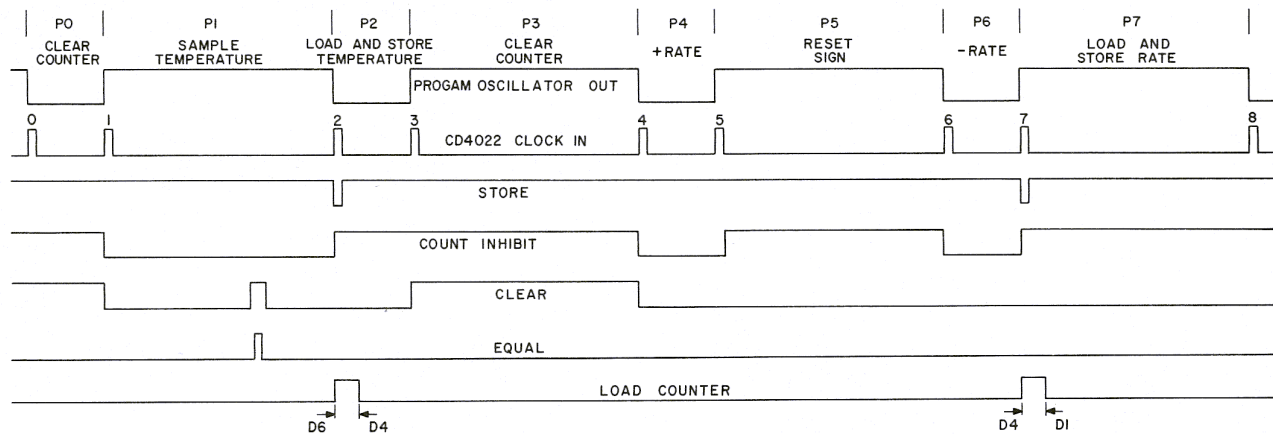 P0 P1 P2 P3 P4 P5 P6 P7
CLEAR COUNTER
SAMPLE TEMPERATURE
LOAD AND STORE TEMPERATURE
CLEAR COUNTER
+RATE
RESET SIGN
-RATE
LOAD AND STORE RATE
PROGAM OSCILLATOR OUT
0 1 2 3 4 5 6 7 8
CD4022 CLOCK IN
STORE
COUNT INHIBIT
CLEAR
EQUAL
LOAD COUNTER
D6 D4 D4 D1